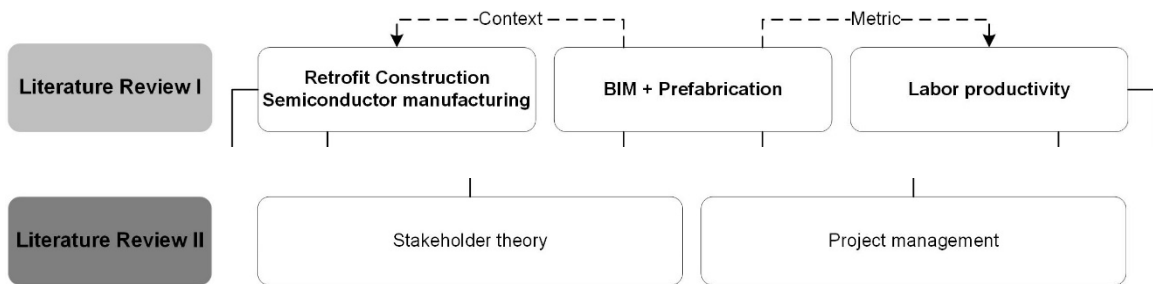 Context
Metric
Literature Review I
Retrofit Construction
Semiconductor manufacturing
BIM + Prefabrication
Labor productivity
Literature Review II
Stakeholder theory
Project management